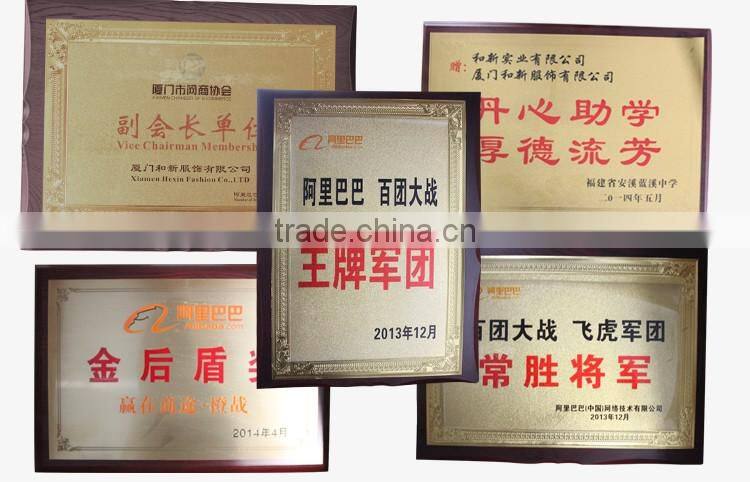 厦门市网商协会
XIAMEN CHAMBER OF E-COMMERCE
副会长单位
Vice Chairman Membership
厦门和新服饰有限公司
Xiamen Hexin Fashion Co.,LTD
阿里巴巴
阿里巴巴 百团大战
王牌军团
2013年12月
赠：
和新实业有限公司
厦门和新服饰有限公司
丹心助学
厚德流芳
福建省安溪蓝溪中学
二○一四年五月
trade.china.cn
阿里巴巴
Alibaba.com
金后盾奖
赢在商途·橙战
2014年4月
阿里巴巴
百团大战 飞虎军团
常胜将军
阿里巴巴(中国)网络技术有限公司
2013年12月